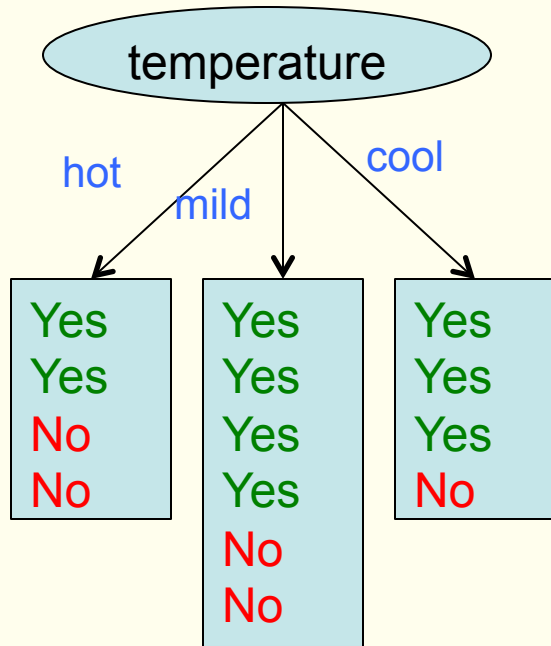 temperature
hot
mild
cool
Yes
Yes
No
No
Yes
Yes
Yes
Yes
No
No
Yes
Yes
Yes
No